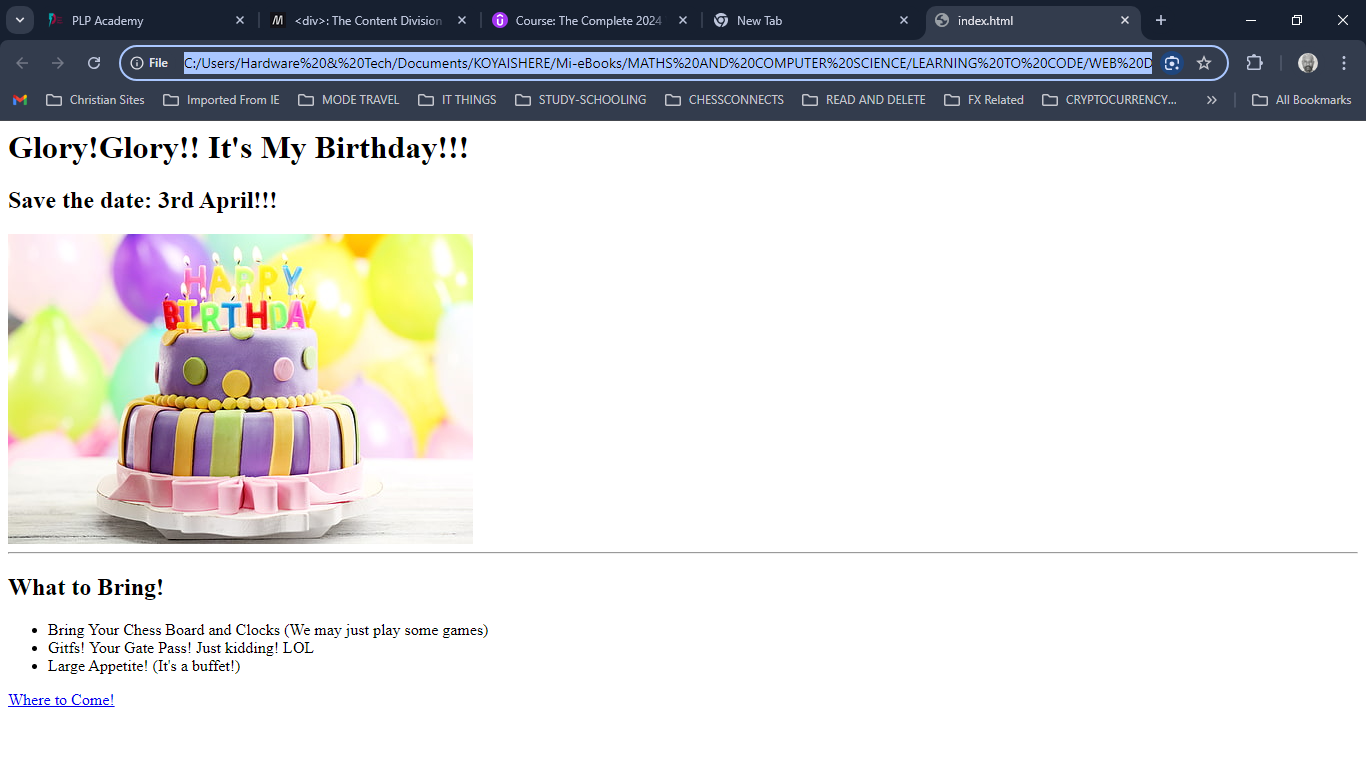 PLP Academy
<div>: The Content Division
Course: The Complete 2024
New Tab
index.html
File
C:/Users/Hardware%20&%20Tech/Documents/KOYAISHERE/Mi-eBooks/MATHS%20AND%20COMPUTER%20SCIENCE/LEARNING%20TO%20CODE/WEB%20D
Christian Sites
Imported From IE
MODE TRAVEL
IT THINGS
STUDY-SCHOOLING
CHESSCONNECTS
READ AND DELETE
FX Related
CRYPTOCURRENCY...
»
All Bookmarks
Glory!Glory!! It's My Birthday!!!
Save the date: 3rd April!!!
HAPPY
BIRTHDAY
What to Bring!
• Bring Your Chess Board and Clocks (We may just play some games)
• Gitfs! Your Gate Pass! Just kidding! LOL
• Large Appetite! (It's a buffet!)
Where to Come!